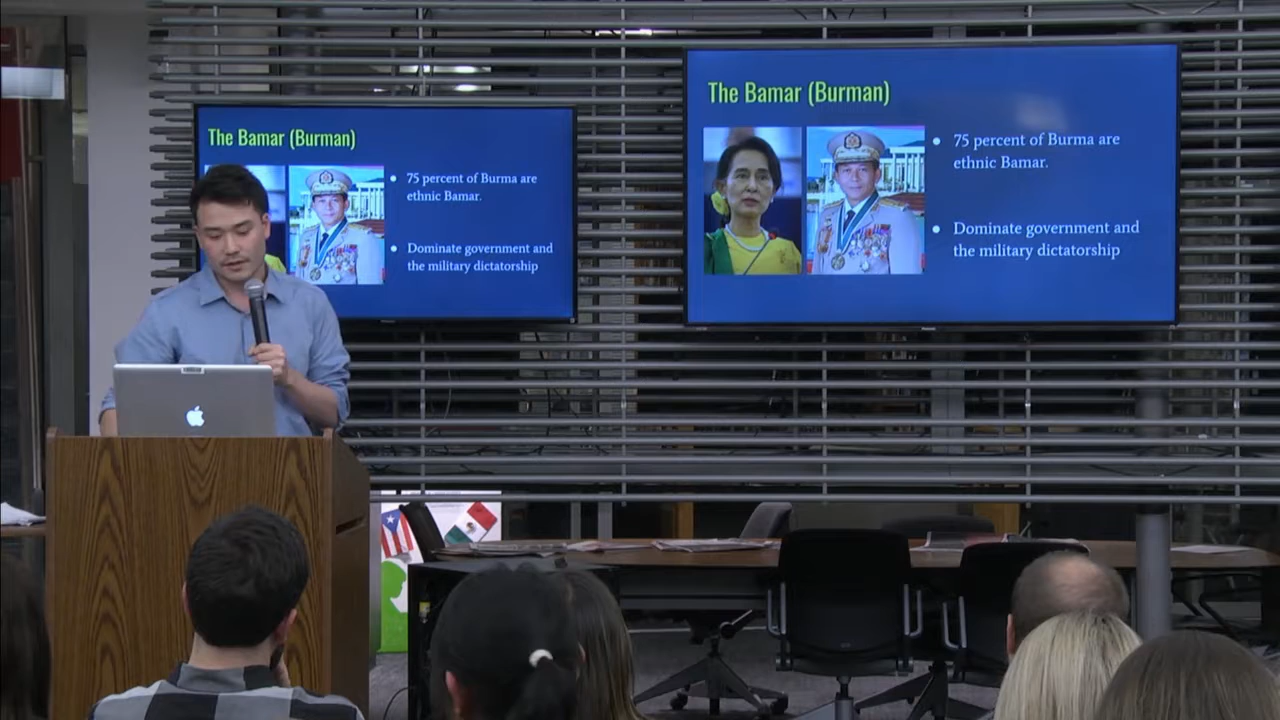 The Bamar (Burman)
75 percent of Burma are
ethnic Bamar.
Dominate government and
the military dictatorship
The Bamar (Burman)
75 percent of Burma are
ethnic Bamar.
Dominate government and
the military dictatorship